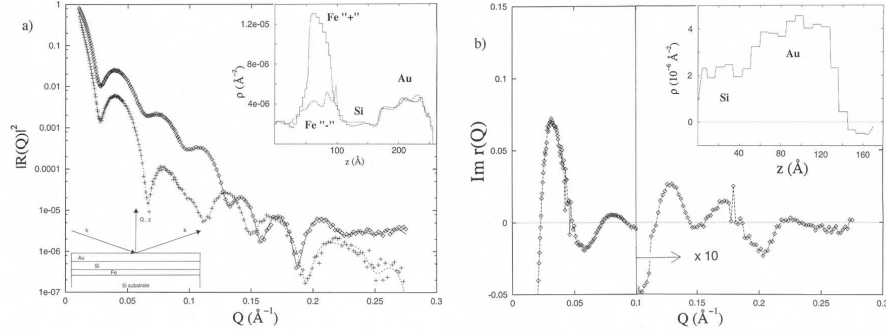 a)
|R(Q)|²
1
0.1
0.01
0.001
0.0001
1e-05
1e-06
1e-07
0
0.05
0.1
0.15
0.2
0.25
0.3
Q (Å⁻¹)
ρ (Å⁻²)
1.2e-05
8e-06
4e-06
Fe "+"
Fe "-"
Si
Au
0
100
200
z (Å)
Q , z
k
k
Au
Si
Fe
Si substrate
b)
Im r(Q)
0.15
0.1
0.05
0
-0.05
0
0.05
0.1
0.15
0.2
0.25
0.3
Q (Å⁻¹)
x 10
ρ (10⁻⁶ Å⁻²)
4
2
0
Si
Au
40
80
120
160
z (Å)